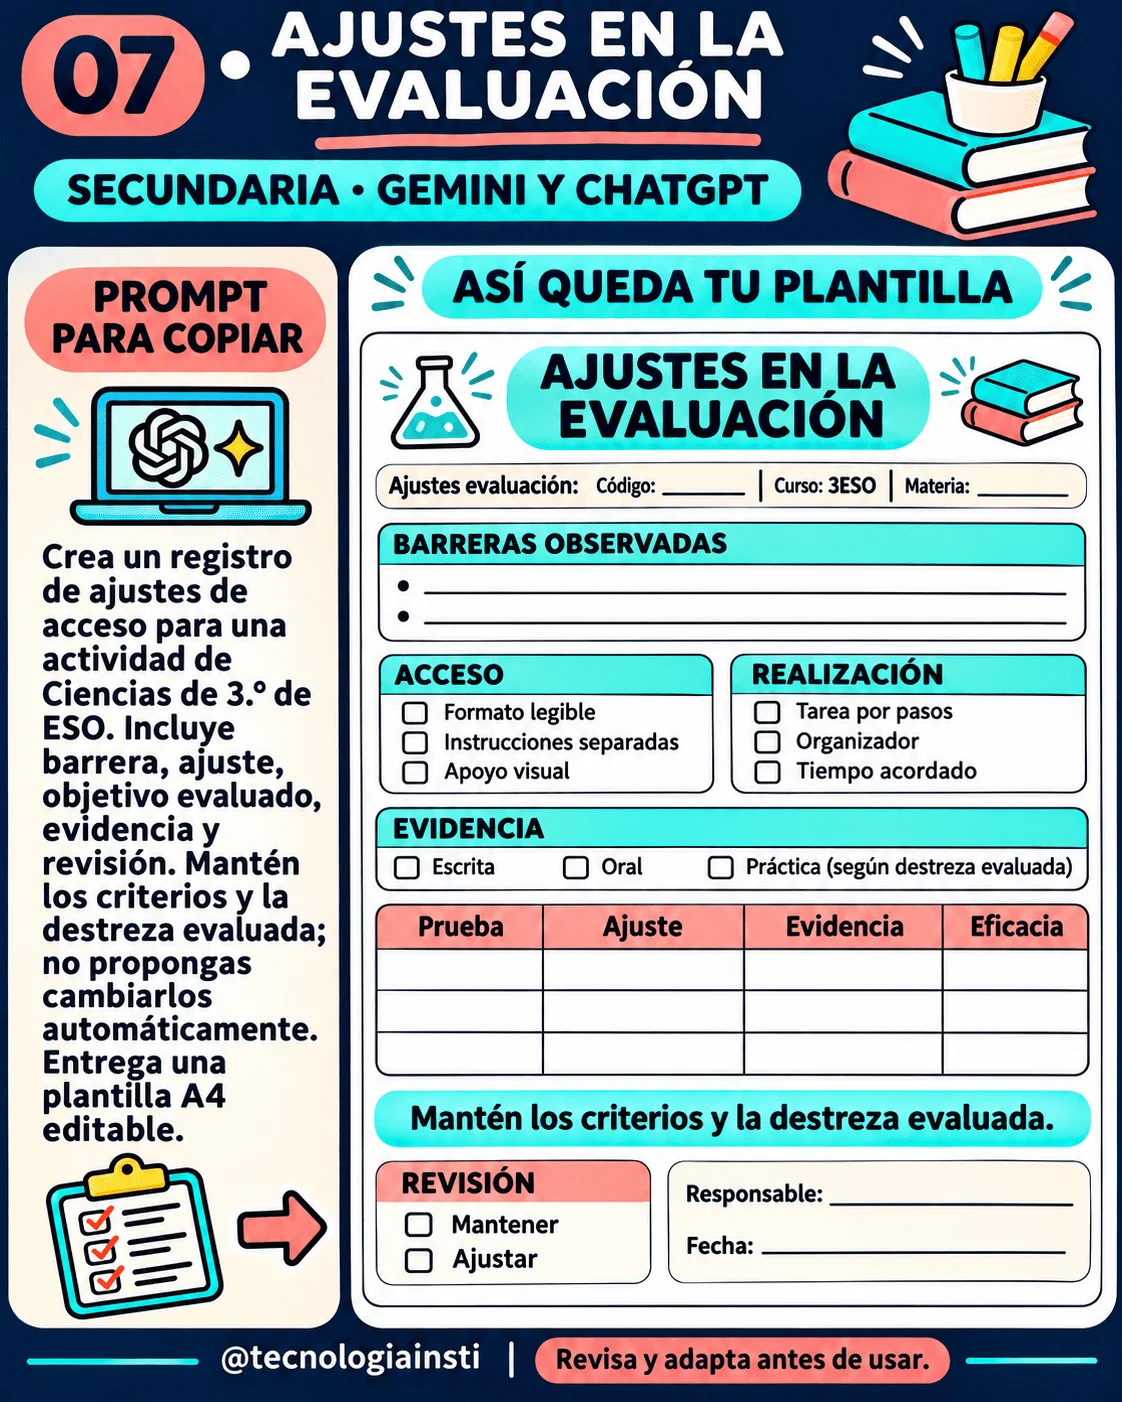 07 • AJUSTES EN LA
EVALUACIÓN
SECUNDARIA • GEMINI Y CHATGPT
PROMPT
PARA COPIAR
Crea un registro
de ajustes de
acceso para una
actividad de
Ciencias de 3.º de
ESO. Incluye
barrera, ajuste,
objetivo evaluado,
evidencia y
revisión. Mantén
los criterios y la
destreza evaluada;
no propongas
cambiarlos
automáticamente.
Entrega una
plantilla A4
editable.
ASÍ QUEDA TU PLANTILLA
AJUSTES EN LA
EVALUACIÓN
Ajustes evaluación: Código: ________ | Curso: 3ESO | Materia: ________
BARRERAS OBSERVADAS
ACCESO
Formato legible
Instrucciones separadas
Apoyo visual
REALIZACIÓN
Tarea por pasos
Organizador
Tiempo acordado
EVIDENCIA
Escrita Oral Práctica (según destreza evaluada)
Prueba Ajuste Evidencia Eficacia
Mantén los criterios y la destreza evaluada.
REVISIÓN
Mantener
Ajustar
Responsable: ________
Fecha: ________
@tecnologiainsti | Revisa y adapta antes de usar.